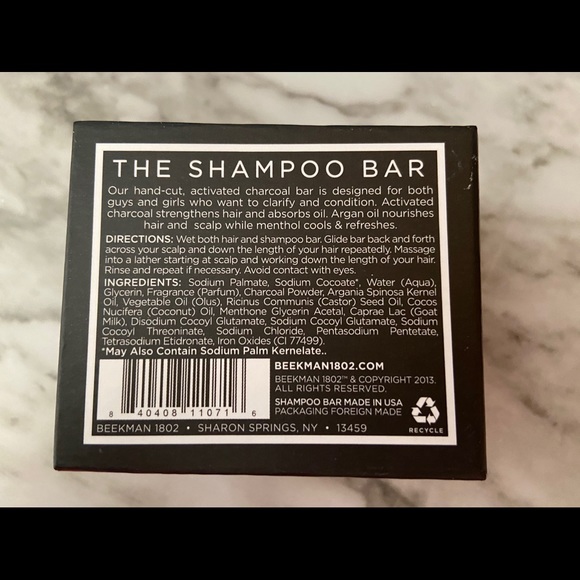 THE SHAMPOO BAR
Our hand-cut, activated charcoal bar is designed for both
guys and girls who want to clarify and condition. Activated
charcoal strengthens hair and absorbs oil. Argan oil nourishes
hair and scalp while menthol cools & refreshes.
DIRECTIONS: Wet both hair and shampoo bar. Glide bar back and forth
across your scalp and down the length of your hair repeatedly. Massage
into a lather starting at scalp and working down the length of your hair.
Rinse and repeat if necessary. Avoid contact with eyes.
INGREDIENTS: Sodium Palmate, Sodium Cocoate*, Water (Aqua),
Glycerin, Fragrance (Parfum), Charcoal Powder, Argania Spinosa Kernel
Oil, Vegetable Oil (Olus), Ricinus Communis (Castor) Seed Oil, Cocos
Nucifera (Coconut) Oil, Menthone Glycerin Acetal, Caprae Lac (Goat
Milk), Disodium Cocoyl Glutamate, Sodium Cocoyl Glutamate, Sodium
Cocoyl Threoninate, Sodium Chloride, Pentasodium Pentetate,
Tetrasodium Etidronate, Iron Oxides (CI 77499).
*May Also Contain Sodium Palm Kernelate..
BEEKMAN1802.COM
BEEKMAN 1802™ & COPYRIGHT 2013.
ALL RIGHTS RESERVED.
SHAMPOO BAR MADE IN USA
PACKAGING FOREIGN MADE
RECYCLE
8 40408 11071 6
BEEKMAN 1802 • SHARON SPRINGS, NY • 13459